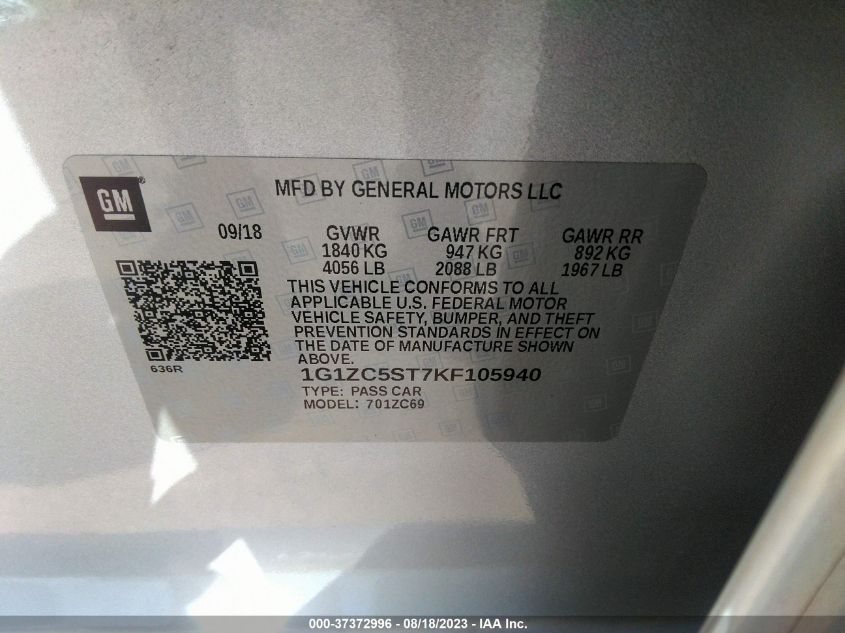 GM
MFD BY GENERAL MOTORS LLC
09/18 GVWR GAWR FRT GAWR RR
1840 KG 947 KG 892 KG
4056 LB 2088 LB 1967 LB
THIS VEHICLE CONFORMS TO ALL
APPLICABLE U.S. FEDERAL MOTOR
VEHICLE SAFETY, BUMPER, AND THEFT
PREVENTION STANDARDS IN EFFECT ON
THE DATE OF MANUFACTURE SHOWN
ABOVE.
636R
1G1ZC5ST7KF105940
TYPE: PASS CAR
MODEL: 701ZC69
000-37372996 - 08/18/2023 - IAA Inc.